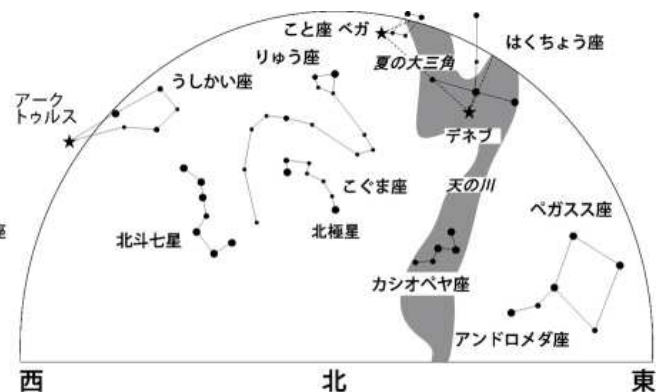 こと座 ベガ
はくちょう座
りゅう座
夏の大三角
うしかい座
アーク
トゥルス
デネブ
こぐま座
天の川
ペガスス座
座
北斗七星
北極星
カシオペヤ座
アンドロメダ座
西
北
東